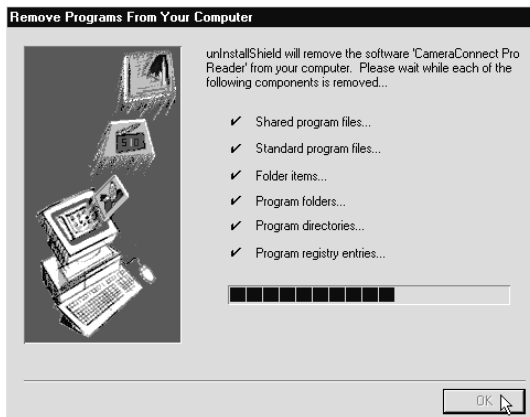 Remove Programs From Your Computer
unInstallShield will remove the software 'CameraConnect Pro
Reader' from your computer. Please wait while each of the
following components is removed...
✔ Shared program files...
✔ Standard program files...
✔ Folder items...
✔ Program folders...
✔ Program directories...
✔ Program registry entries...
OK